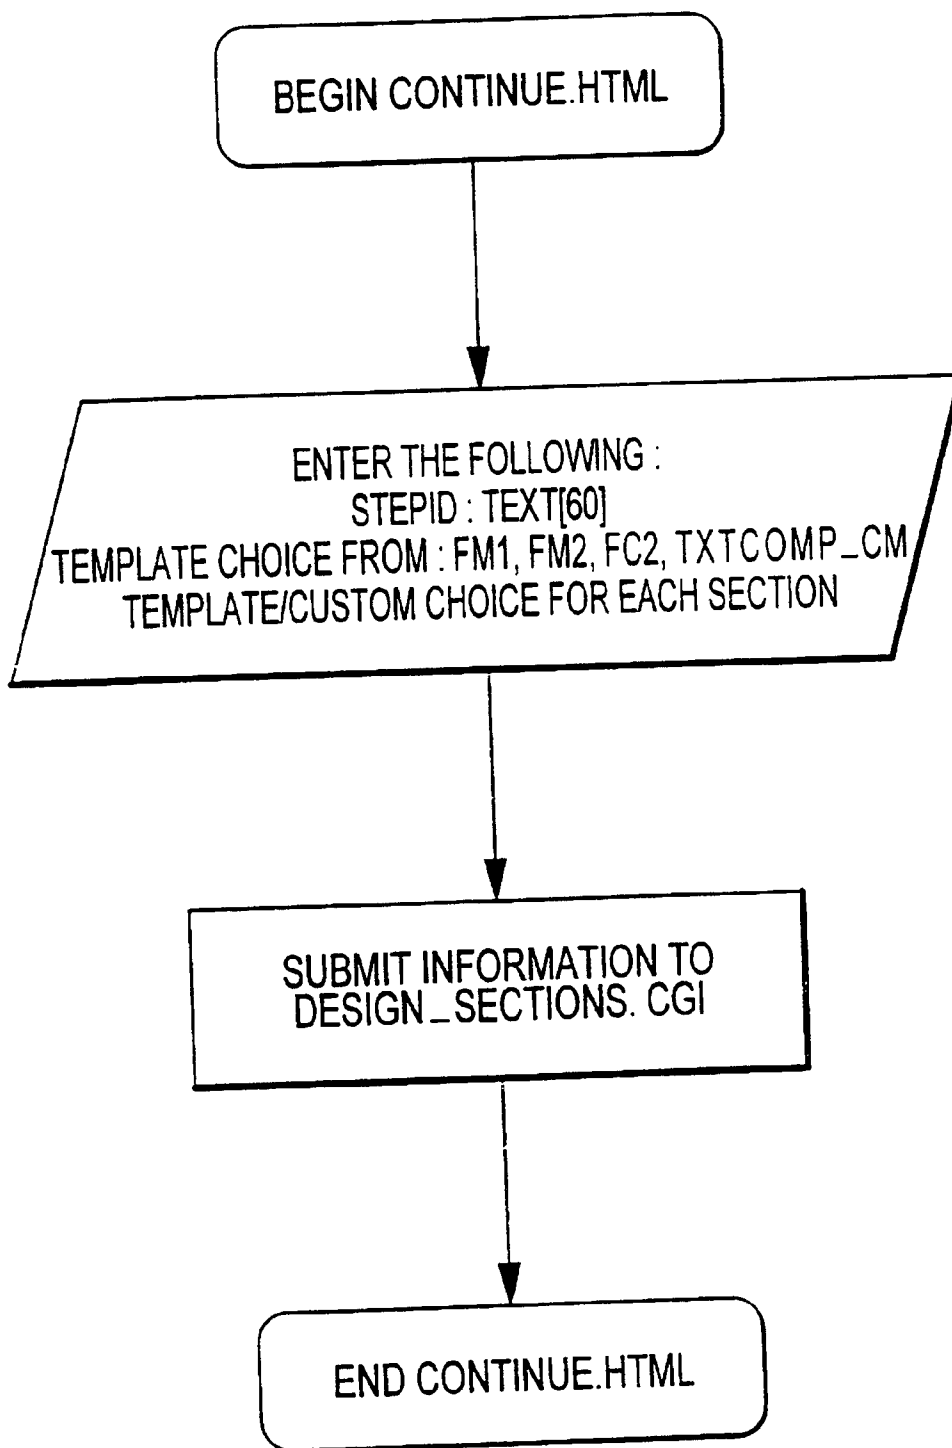 BEGIN CONTINUE.HTML
ENTER THE FOLLOWING :
STEPID : TEXT[60]
TEMPLATE CHOICE FROM : FM1, FM2, FC2, TXTCOMP_CM
TEMPLATE/CUSTOM CHOICE FOR EACH SECTION
SUBMIT INFORMATION TO
DESIGN_SECTIONS. CGI
END CONTINUE.HTML